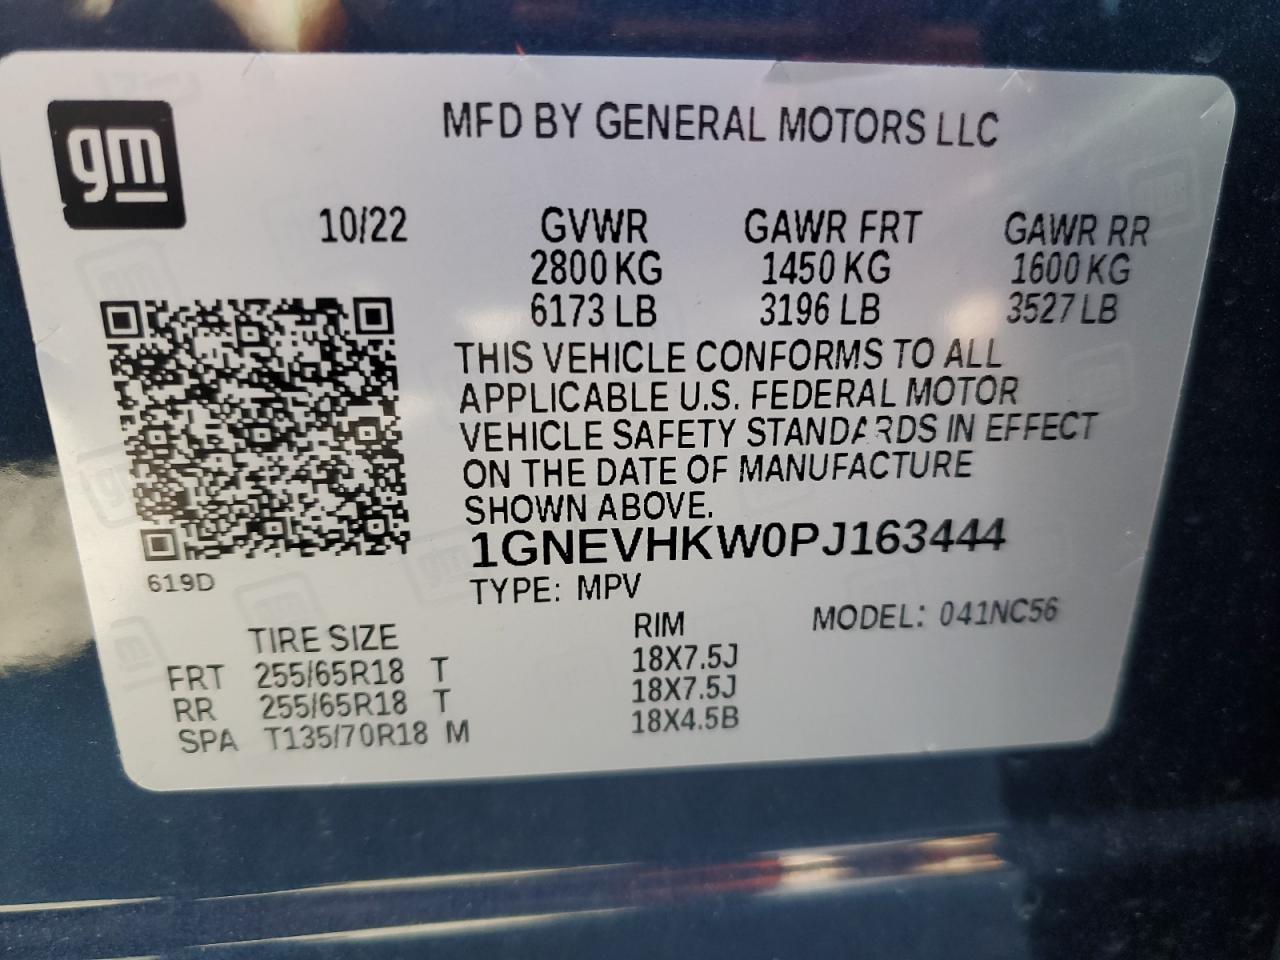 gm
MFD BY GENERAL MOTORS LLC
10/22 GVWR GAWR FRT GAWR RR
2800 KG 1450 KG 1600 KG
6173 LB 3196 LB 3527 LB
THIS VEHICLE CONFORMS TO ALL
APPLICABLE U.S. FEDERAL MOTOR
VEHICLE SAFETY STANDARDS IN EFFECT
ON THE DATE OF MANUFACTURE
SHOWN ABOVE.
1GNEVHKW0PJ163444
619D
TYPE: MPV
MODEL: 041NC56
TIRE SIZE RIM
FRT 255/65R18 T 18X7.5J
RR 255/65R18 T 18X7.5J
SPA T135/70R18 M 18X4.5B